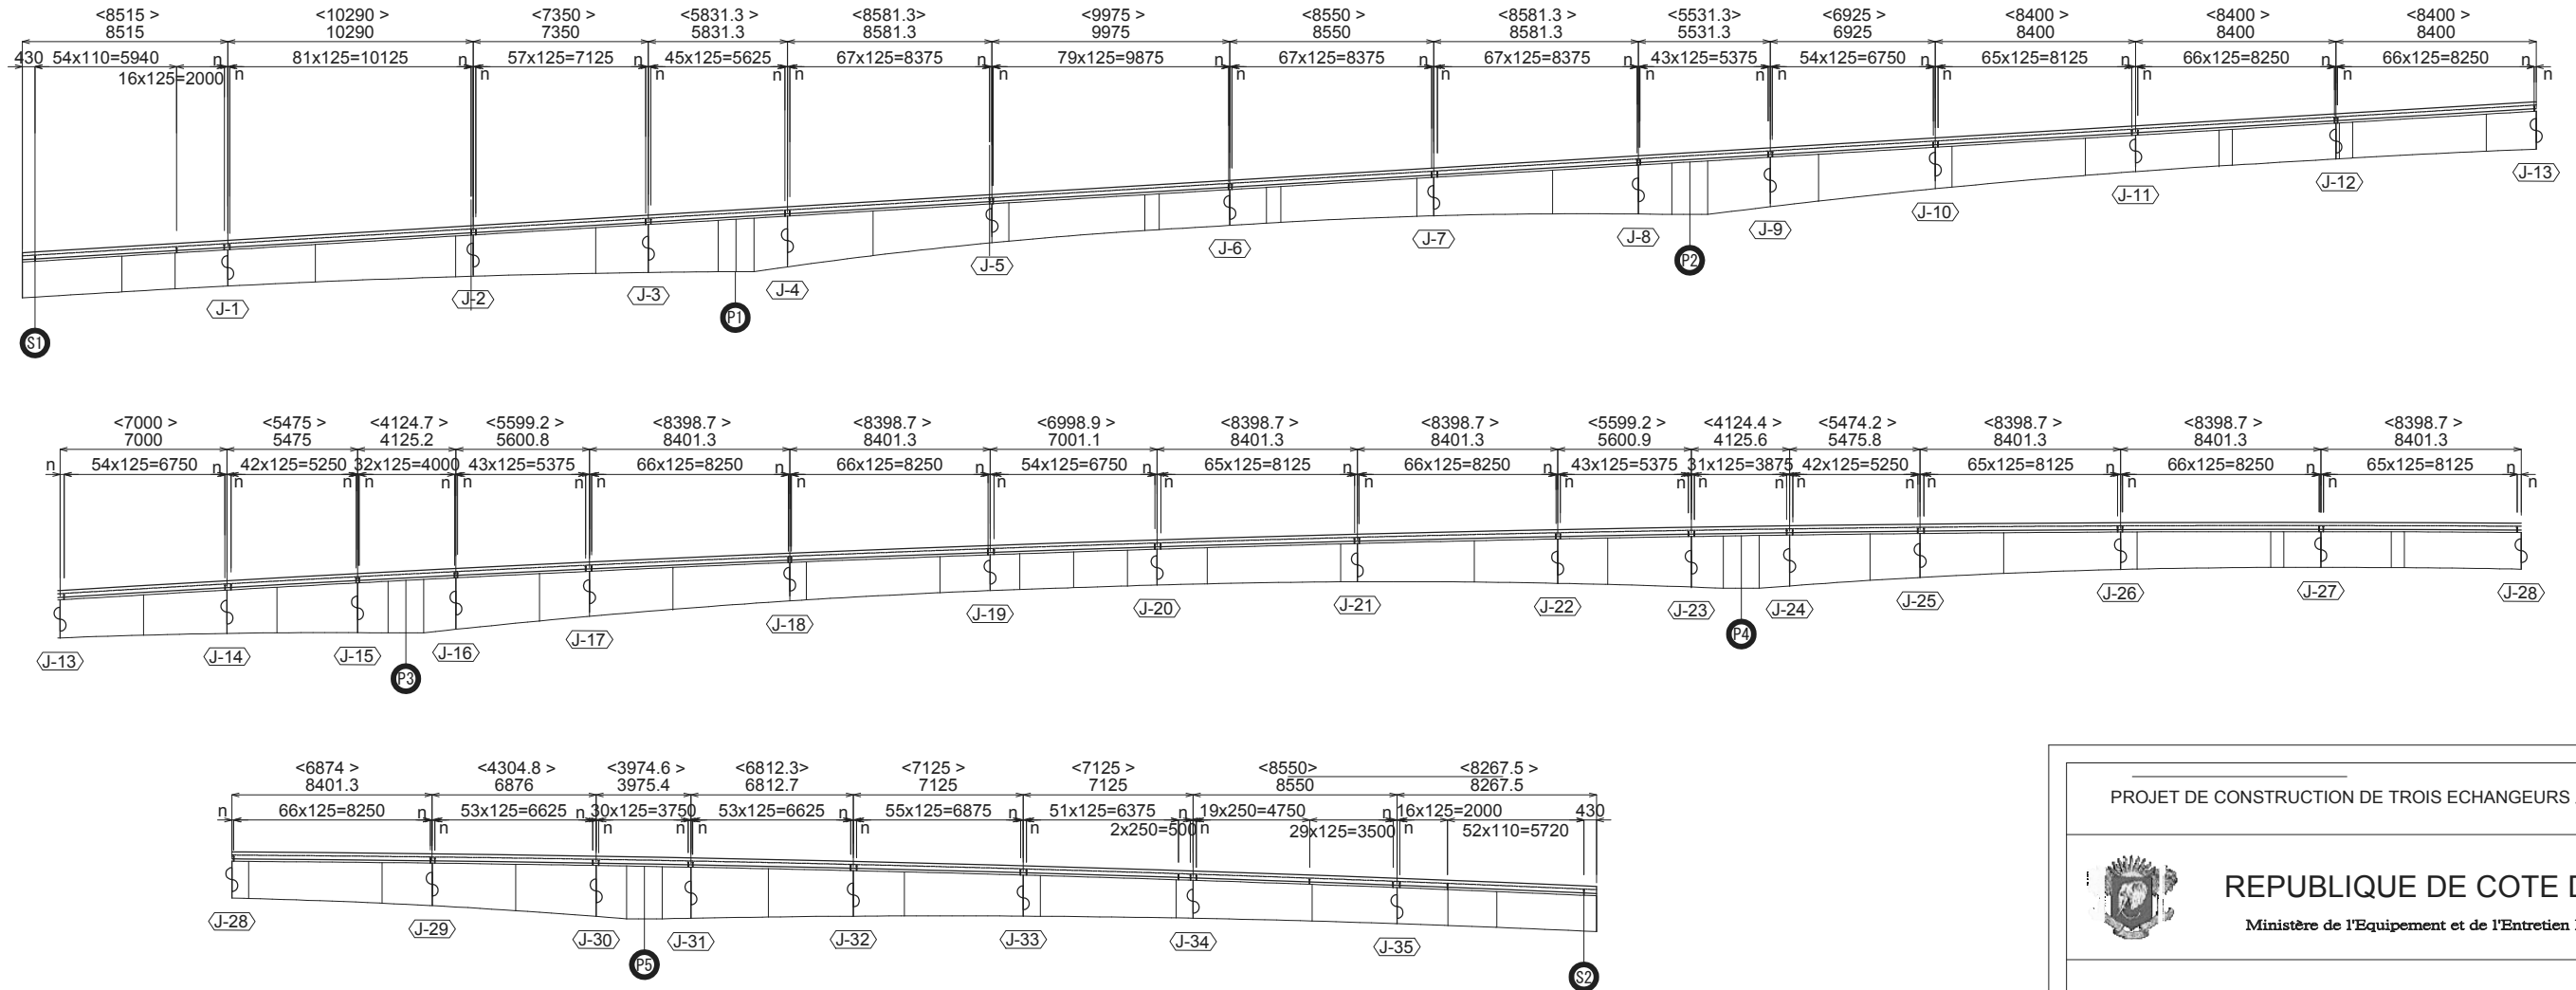 <8515 > <10290 > <7350 > <5831.3 > <8581.3> <9975 > <8550 > <8581.3 > <5531.3> <6925 > <8400 > <8400 > <8400 >
8515 10290 7350 5831.3 8581.3 9975 8550 8581.3 5531.3 6925 8400 8400 8400
430 54x110=5940 n 81x125=10125 n 57x125=7125 n 45x125=5625 n 67x125=8375 n 79x125=9875 n 67x125=8375 n 67x125=8375 n 43x125=5375 n 54x125=6750 n 65x125=8125 n 66x125=8250 n 66x125=8250 n
16x125=2000 n n n n n n n n n n n n n
J-1 J-2 J-3 J-4 J-5 J-6 J-7 J-8 J-9 J-10 J-11 J-12 J-13
S1 P1 P2
<7000 > <5475 > <4124.7 > <5599.2 > <8398.7 > <8398.7 > <6998.9 > <8398.7 > <8398.7 > <5599.2 > <4124.4 > <5474.2 > <8398.7 > <8398.7 > <8398.7 >
7000 5475 4125.2 5600.8 8401.3 8401.3 7001.1 8401.3 8401.3 5600.9 4125.6 5475.8 8401.3 8401.3 8401.3
n 54x125=6750 n 42x125=5250 32x125=4000 43x125=5375 n 66x125=8250 n 66x125=8250 n 54x125=6750 n 65x125=8125 n 66x125=8250 n 43x125=5375 31x125=3875 42x125=5250 n 65x125=8125 n 66x125=8250 n 65x125=8125 n
n n n n n n n n n n n n n n n n n n n
J-13 J-14 J-15 J-16 J-17 J-18 J-19 J-20 J-21 J-22 J-23 J-24 J-25 J-26 J-27 J-28
P3 P4
<6874 > <4304.8 > <3974.6 > <6812.3> <7125 > <7125 > <8550> <8267.5 >
8401.3 6876 3975.4 6812.7 7125 7125 8550 8267.5
n 66x125=8250 n 53x125=6625 n 30x125=3750 n 53x125=6625 n 55x125=6875 n 51x125=6375 n 19x250=4750 n 16x125=2000 430
n n n n n 2x250=500 n 29x125=3500 n 52x110=5720
J-28 J-29 J-30 J-31 J-32 J-33 J-34 J-35
P5 S2
PROJET DE CONSTRUCTION DE TROIS ECHANGEURS
REPUBLIQUE DE COTE D
Ministère de l'Equipement et de l'Entretien